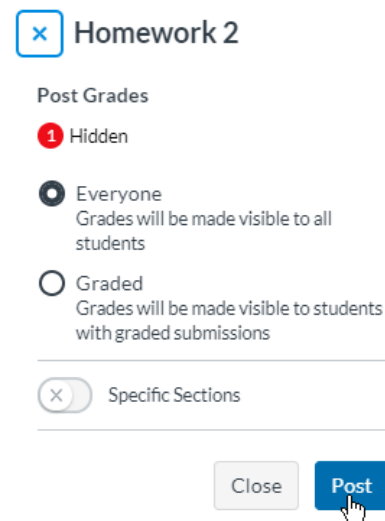 Homework 2
Post Grades
1 Hidden
Everyone
Grades will be made visible to all
students
Graded
Grades will be made visible to students
with graded submissions
Specific Sections
Close Post